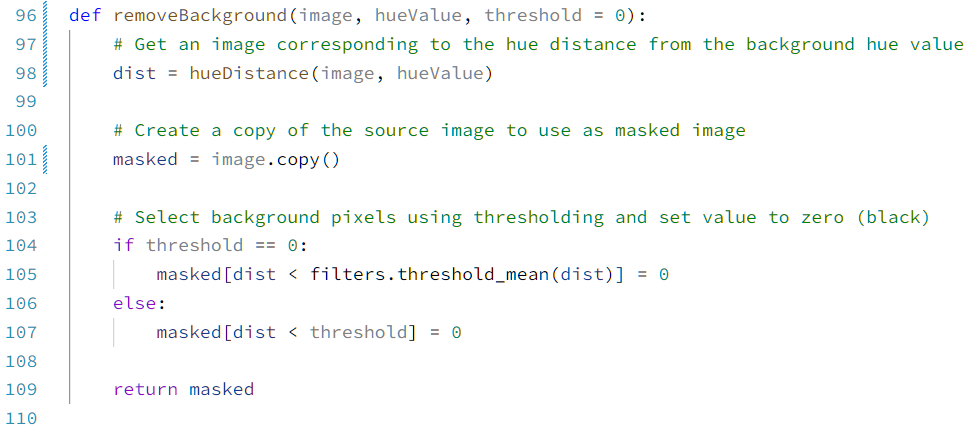 96 def removeBackground(image, hueValue, threshold = 0):
97     # Get an image corresponding to the hue distance from the background hue value
98     dist = hueDistance(image, hueValue)
99
100     # Create a copy of the source image to use as masked image
101     masked = image.copy()
102
103     # Select background pixels using thresholding and set value to zero (black)
104     if threshold == 0:
105         masked[dist < filters.threshold_mean(dist)] = 0
106     else:
107         masked[dist < threshold] = 0
108
109     return masked
110